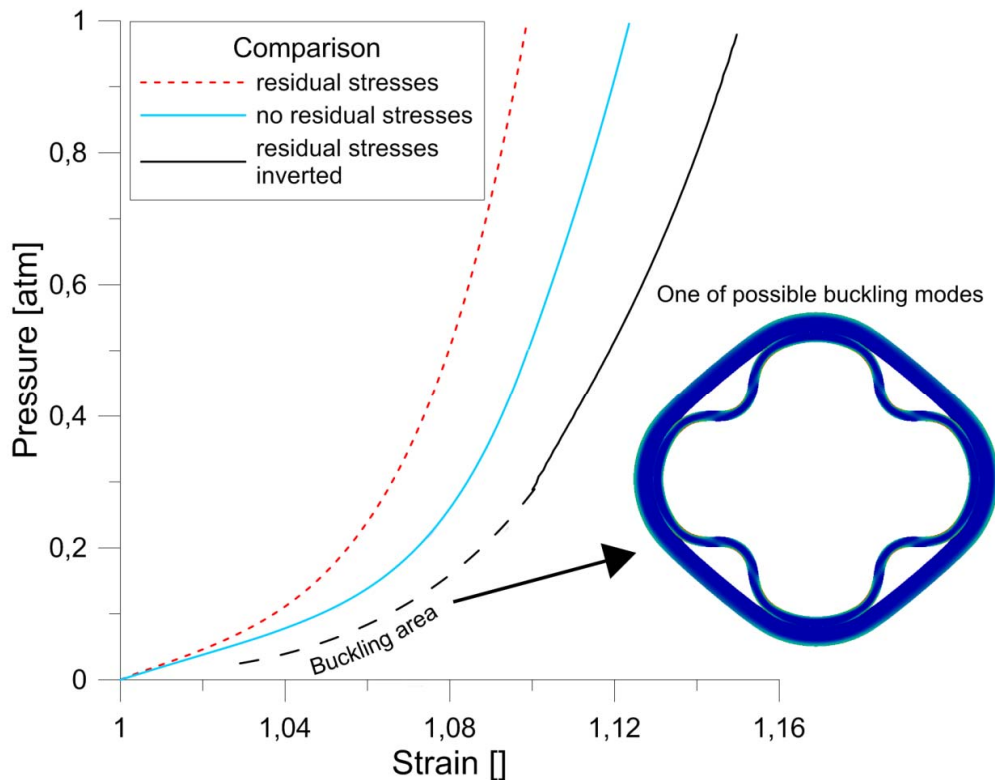 Comparison
residual stresses
no residual stresses
residual stresses
inverted
1
0,8
0,6
0,4
0,2
0
Pressure [atm]
One of possible buckling modes
Buckling area
1
1,04
1,08
1,12
1,16
Strain []